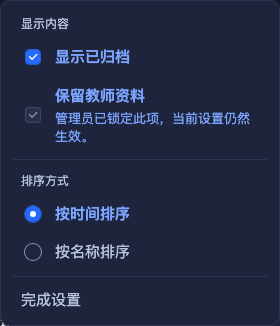 显示内容
显示已归档
保留教师资料
管理员已锁定此项，当前设置仍然
生效。
排序方式
按时间排序
按名称排序
完成设置